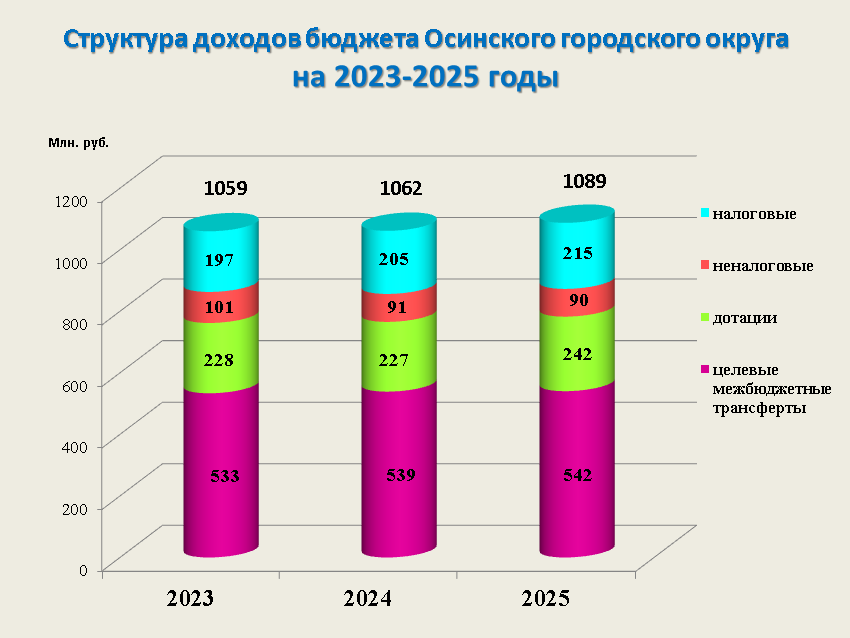 Структура доходов бюджета Осинского городского округа
на 2023-2025 годы
Млн. руб.
1200
1000
800
600
400
200
0
1059
1062
1089
197
205
215
101
91
90
228
227
242
533
539
542
2023
2024
2025
налоговые
неналоговые
дотации
целевые
межбюджетные
трансферты